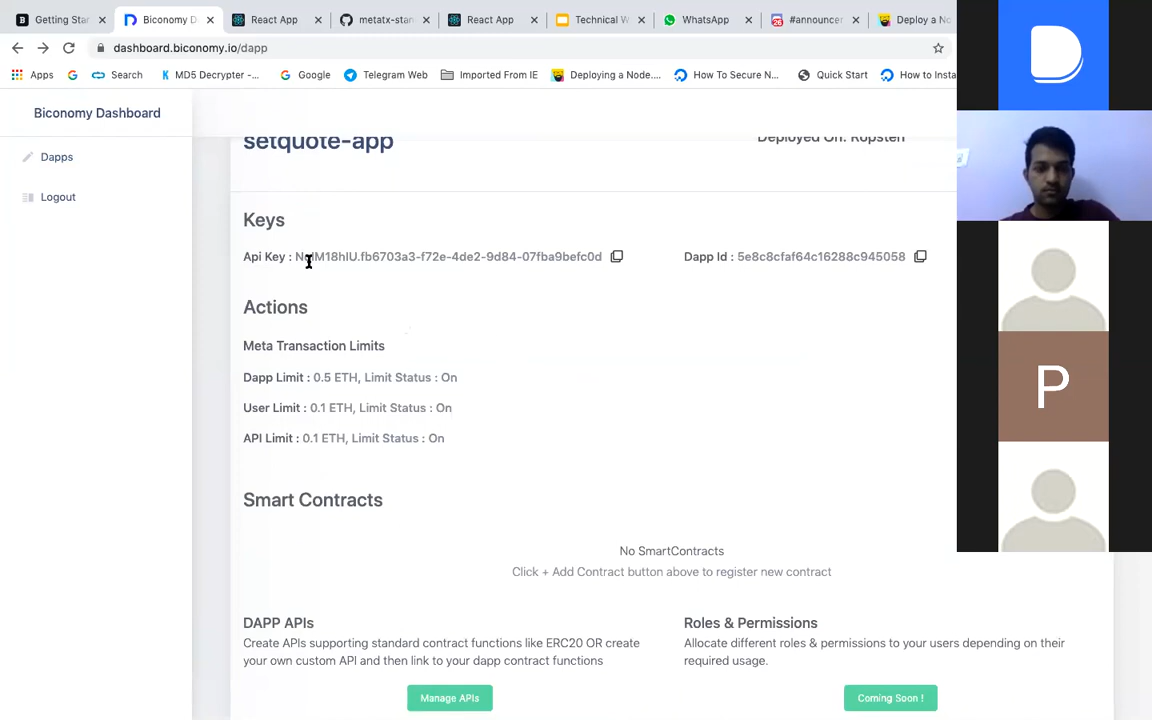 Getting Star
Biconomy D
React App
metatx-stan
React App
Technical W
WhatsApp
#announcer
Deploy a No
dashboard.biconomy.io/dapp
Apps
Search
MD5 Decrypter -...
Google
Telegram Web
Imported From IE
Deploying a Node....
How To Secure N...
Quick Start
How to Insta
Biconomy Dashboard
Dapps
Logout
setquote-app
Deployed On: Ropsten
Keys
Api Key :
Dapp Id : 5e8c8cfaf64c16288c945058
Actions
Meta Transaction Limits
Dapp Limit : 0.5 ETH, Limit Status : On
User Limit : 0.1 ETH, Limit Status : On
API Limit : 0.1 ETH, Limit Status : On
Smart Contracts
No SmartContracts
Click + Add Contract button above to register new contract
DAPP APIs
Create APIs supporting standard contract functions like ERC20 OR create
your own custom API and then link to your dapp contract functions
Manage APIs
Roles & Permissions
Allocate different roles & permissions to your users depending on their
required usage.
Coming Soon !
P